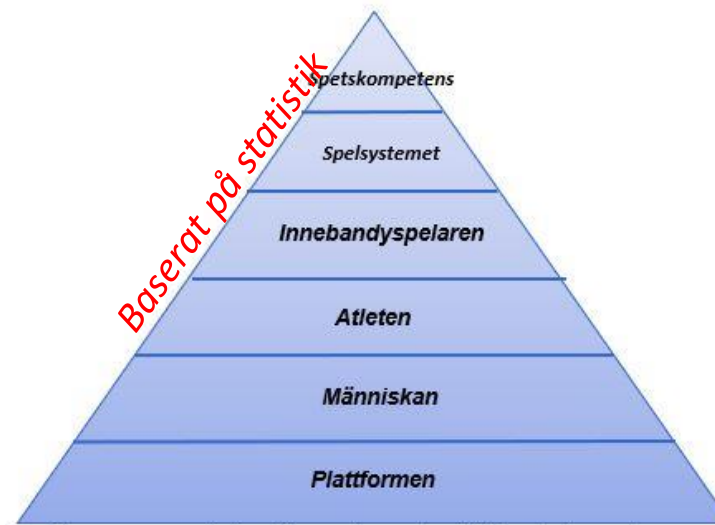 Baserat på statistik
Spetskompetens
Spelsystemet
Innebandyspelaren
Atleten
Människan
Plattformen